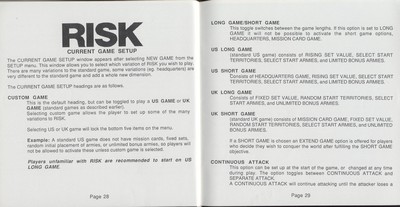 RISK
CURRENT GAME SETUP
The CURRENT GAME SETUP window appears after selecting NEW GAME from the
SETUP menu. This window allows you to select which variation of RISK you wish to play.
There are many variations to the standard game, some variations (eg. headquarters) are
very different to the standard game and add a whole new dimension.
The CURRENT GAME SETUP headings are as follows.
CUSTOM GAME
This is the default heading, but can be toggled to play a US GAME or UK
GAME (standard games as described earlier).
Selecting custom game allows the player to set up some of the many
variations to RISK.
Selecting US or UK game will lock the bottom five items on the menu.
Example: A standard US game does not have mission cards, fixed sets,
random initial placement of armies, or unlimited bonus armies, so players will
not be allowed to activate these unless custom game is selected.
Players unfamiliar with RISK are recommended to start on US
LONG GAME.
Page 28
LONG GAME/SHORT GAME
This toggle switches between the game lengths. If this option is set to LONG
GAME it will not be possible to activate the short game options,
HEADQUARTERS, MISSION CARD GAME.
US LONG GAME
(standard US game) consists of RISING SET VALUE, SELECT START
TERRITORIES, SELECT START ARMIES, and LIMITED BONUS ARMIES.
US SHORT GAME
Consists of HEADQUARTERS GAME, RISING SET VALUE, SELECT START
TERRITORIES, SELECT START ARMIES, and LIMITED BONUS ARMIES.
UK LONG GAME
Consists of FIXED SET VALUE, RANDOM START TERRITORIES, SELECT
START ARMIES, and UNLIMITED BONUS ARMIES.
UK SHORT GAME
(standard UK game) consists of MISSION CARD GAME, FIXED SET VALUE,
RANDOM START TERRITORIES, SELECT START ARMIES, and UNLIMITED
BONUS ARMIES.
If a SHORT GAME is chosen an EXTEND GAME option is offered for players
who decide they wish to conquer the world after fulfilling the SHORT GAME
objective.
CONTINUOUS ATTACK
This option can be set up at the start of the game, or changed at any time
during play. The option toggles between CONTINUOUS ATTACK and
SEPARATE ATTACK.
A CONTINUOUS ATTACK will continue attacking until the attacker loses a
Page 25